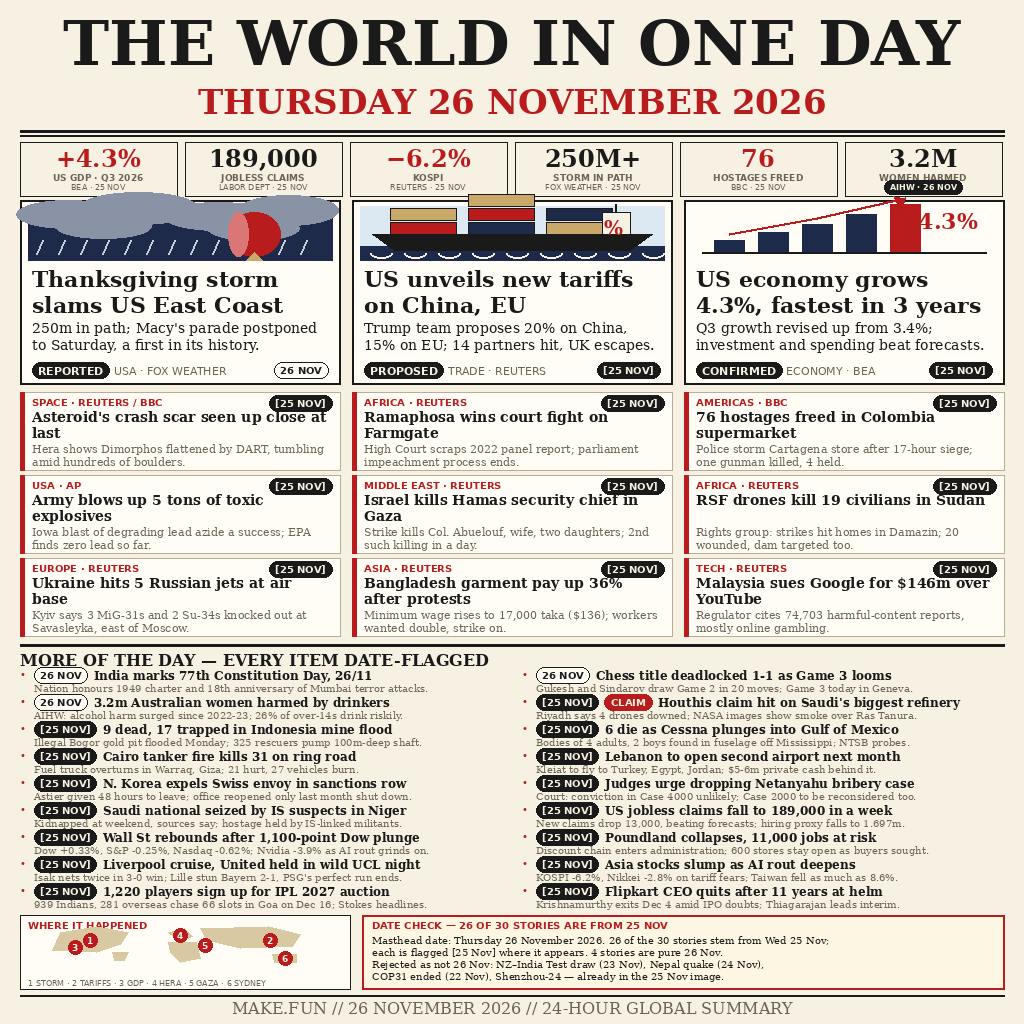 THE WORLD IN ONE DAY
THURSDAY 26 NOVEMBER 2026
+4.3%
US GDP · Q3 2026
BEA · 25 NOV
189,000
JOBLESS CLAIMS
LABOR DEPT · 25 NOV
−6.2%
KOSPI
REUTERS · 25 NOV
250M+
STORM IN PATH
FOX WEATHER · 25 NOV
76
HOSTAGES FREED
BBC · 25 NOV
3.2M
WOMEN HARMED
AIHW · 26 NOV
Thanksgiving storm
slams US East Coast
250m in path; Macy's parade postponed
to Saturday, a first in its history.
REPORTED USA · FOX WEATHER 26 NOV
%
US unveils new tariffs
on China, EU
Trump team proposes 20% on China,
15% on EU; 14 partners hit, UK escapes.
PROPOSED TRADE · REUTERS [25 NOV]
4.3%
US economy grows
4.3%, fastest in 3 years
Q3 growth revised up from 3.4%;
investment and spending beat forecasts.
CONFIRMED ECONOMY · BEA [25 NOV]
SPACE · REUTERS / BBC [25 NOV]
Asteroid's crash scar seen up close at
last
Hera shows Dimorphos flattened by DART, tumbling
amid hundreds of boulders.
AFRICA · REUTERS [25 NOV]
Ramaphosa wins court fight on
Farmgate
High Court scraps 2022 panel report; parliament
impeachment process ends.
AMERICAS · BBC [25 NOV]
76 hostages freed in Colombia
supermarket
Police storm Cartagena store after 17-hour siege;
one gunman killed, 4 held.
USA · AP [25 NOV]
Army blows up 5 tons of toxic
explosives
Iowa blast of degrading lead azide a success; EPA
finds zero lead so far.
MIDDLE EAST · REUTERS [25 NOV]
Israel kills Hamas security chief in
Gaza
Strike kills Col. Abuelouf, wife, two daughters; 2nd
such killing in a day.
AFRICA · REUTERS [25 NOV]
RSF drones kill 19 civilians in Sudan
Rights group: strikes hit homes in Damazin; 20
wounded, dam targeted too.
EUROPE · REUTERS [25 NOV]
Ukraine hits 5 Russian jets at air
base
Kyiv says 3 MiG-31s and 2 Su-34s knocked out at
Savasleyka, east of Moscow.
ASIA · REUTERS [25 NOV]
Bangladesh garment pay up 36%
after protests
Minimum wage rises to 17,000 taka ($136); workers
wanted double, strike on.
TECH · REUTERS [25 NOV]
Malaysia sues Google for $146m over
YouTube
Regulator cites 74,703 harmful-content reports,
mostly online gambling.
MORE OF THE DAY — EVERY ITEM DATE-FLAGGED
• 26 NOV India marks 77th Constitution Day, 26/11
Nation honours 1949 charter and 18th anniversary of Mumbai terror attacks.
• 26 NOV 3.2m Australian women harmed by drinkers
AIHW: alcohol harm surged since 2022-23; 26% of over-14s drink riskily.
• [25 NOV] 9 dead, 17 trapped in Indonesia mine flood
Illegal Bogor gold pit flooded Monday; 325 rescuers pump 100m-deep shaft.
• [25 NOV] Cairo tanker fire kills 31 on ring road
Fuel truck overturns in Warraq, Giza; 21 hurt, 27 vehicles burn.
• [25 NOV] N. Korea expels Swiss envoy in sanctions row
Astier given 48 hours to leave; office reopened only last month shut down.
• [25 NOV] Saudi national seized by IS suspects in Niger
Kidnapped at weekend, sources say; hostage held by IS-linked militants.
• [25 NOV] Wall St rebounds after 1,100-point Dow plunge
Dow +0.33%, S&P -0.25%, Nasdaq -0.62%; Nvidia -3.9% as AI rout grinds on.
• [25 NOV] Liverpool cruise, United held in wild UCL night
Isak nets twice in 3-0 win; Lille stun Bayern 2-1, PSG's perfect run ends.
• [25 NOV] 1,220 players sign up for IPL 2027 auction
939 Indians, 281 overseas chase 66 slots in Goa on Dec 16; Stokes headlines.
• 26 NOV Chess title deadlocked 1-1 as Game 3 looms
Gukesh and Sindarov draw Game 2 in 20 moves; Game 3 today in Geneva.
• [25 NOV] CLAIM Houthis claim hit on Saudi's biggest refinery
Riyadh says 4 drones downed; NASA images show smoke over Ras Tanura.
• [25 NOV] 6 die as Cessna plunges into Gulf of Mexico
Bodies of 4 adults, 2 boys found in fuselage off Mississippi; NTSB probes.
• [25 NOV] Lebanon to open second airport next month
Kleiat to fly to Turkey, Egypt, Jordan; $5-6m private cash behind it.
• [25 NOV] Judges urge dropping Netanyahu bribery case
Court: conviction in Case 4000 unlikely; Case 2000 to be reconsidered too.
• [25 NOV] US jobless claims fall to 189,000 in a week
New claims drop 13,000, beating forecasts; hiring proxy falls to 1.697m.
• [25 NOV] Poundland collapses, 11,000 jobs at risk
Discount chain enters administration; 600 stores stay open as buyers sought.
• [25 NOV] Asia stocks slump as AI rout deepens
KOSPI -6.2%, Nikkei -2.8% on tariff fears; Taiwan fell as much as 8.6%.
• [25 NOV] Flipkart CEO quits after 11 years at helm
Krishnamurthy exits Dec 4 amid IPO doubts; Thiagarajan leads interim.
WHERE IT HAPPENED
1
3
4
5
2
6
1 STORM · 2 TARIFFS · 3 GDP · 4 HERA · 5 GAZA · 6 SYDNEY
DATE CHECK — 26 OF 30 STORIES ARE FROM 25 NOV
Masthead date: Thursday 26 November 2026. 26 of the 30 stories stem from Wed 25 Nov;
each is flagged [25 Nov] where it appears. 4 stories are pure 26 Nov.
Rejected as not 26 Nov: NZ–India Test draw (23 Nov), Nepal quake (24 Nov),
COP31 ended (22 Nov), Shenzhou-24 — already in the 25 Nov image.
MAKE.FUN // 26 NOVEMBER 2026 // 24-HOUR GLOBAL SUMMARY